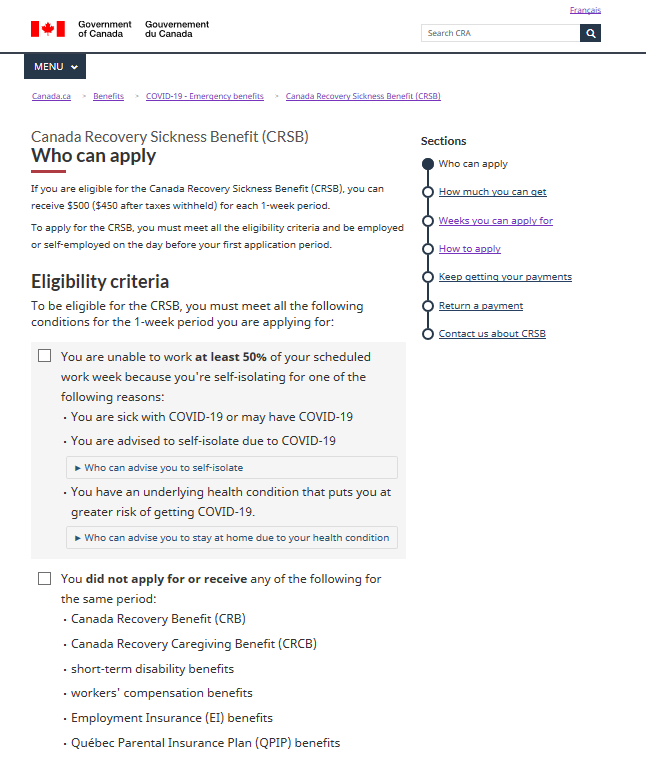 Français
Government
of Canada
Gouvernement
du Canada
Search CRA
MENU
Canada.ca > Benefits > COVID-19 - Emergency benefits > Canada Recovery Sickness Benefit (CRSB)
Canada Recovery Sickness Benefit (CRSB)
Who can apply
If you are eligible for the Canada Recovery Sickness Benefit (CRSB), you can
receive $500 ($450 after taxes withheld) for each 1-week period.
To apply for the CRSB, you must meet all the eligibility criteria and be employed
or self-employed on the day before your first application period.
Eligibility criteria
To be eligible for the CRSB, you must meet all the following
conditions for the 1-week period you are applying for:
You are unable to work at least 50% of your scheduled
work week because you're self-isolating for one of the
following reasons:
· You are sick with COVID-19 or may have COVID-19
· You are advised to self-isolate due to COVID-19
► Who can advise you to self-isolate
· You have an underlying health condition that puts you at
greater risk of getting COVID-19.
► Who can advise you to stay at home due to your health condition
You did not apply for or receive any of the following for
the same period:
· Canada Recovery Benefit (CRB)
· Canada Recovery Caregiving Benefit (CRCB)
· short-term disability benefits
· workers' compensation benefits
· Employment Insurance (EI) benefits
· Québec Parental Insurance Plan (QPIP) benefits
Sections
Who can apply
How much you can get
Weeks you can apply for
How to apply
Keep getting your payments
Return a payment
Contact us about CRSB